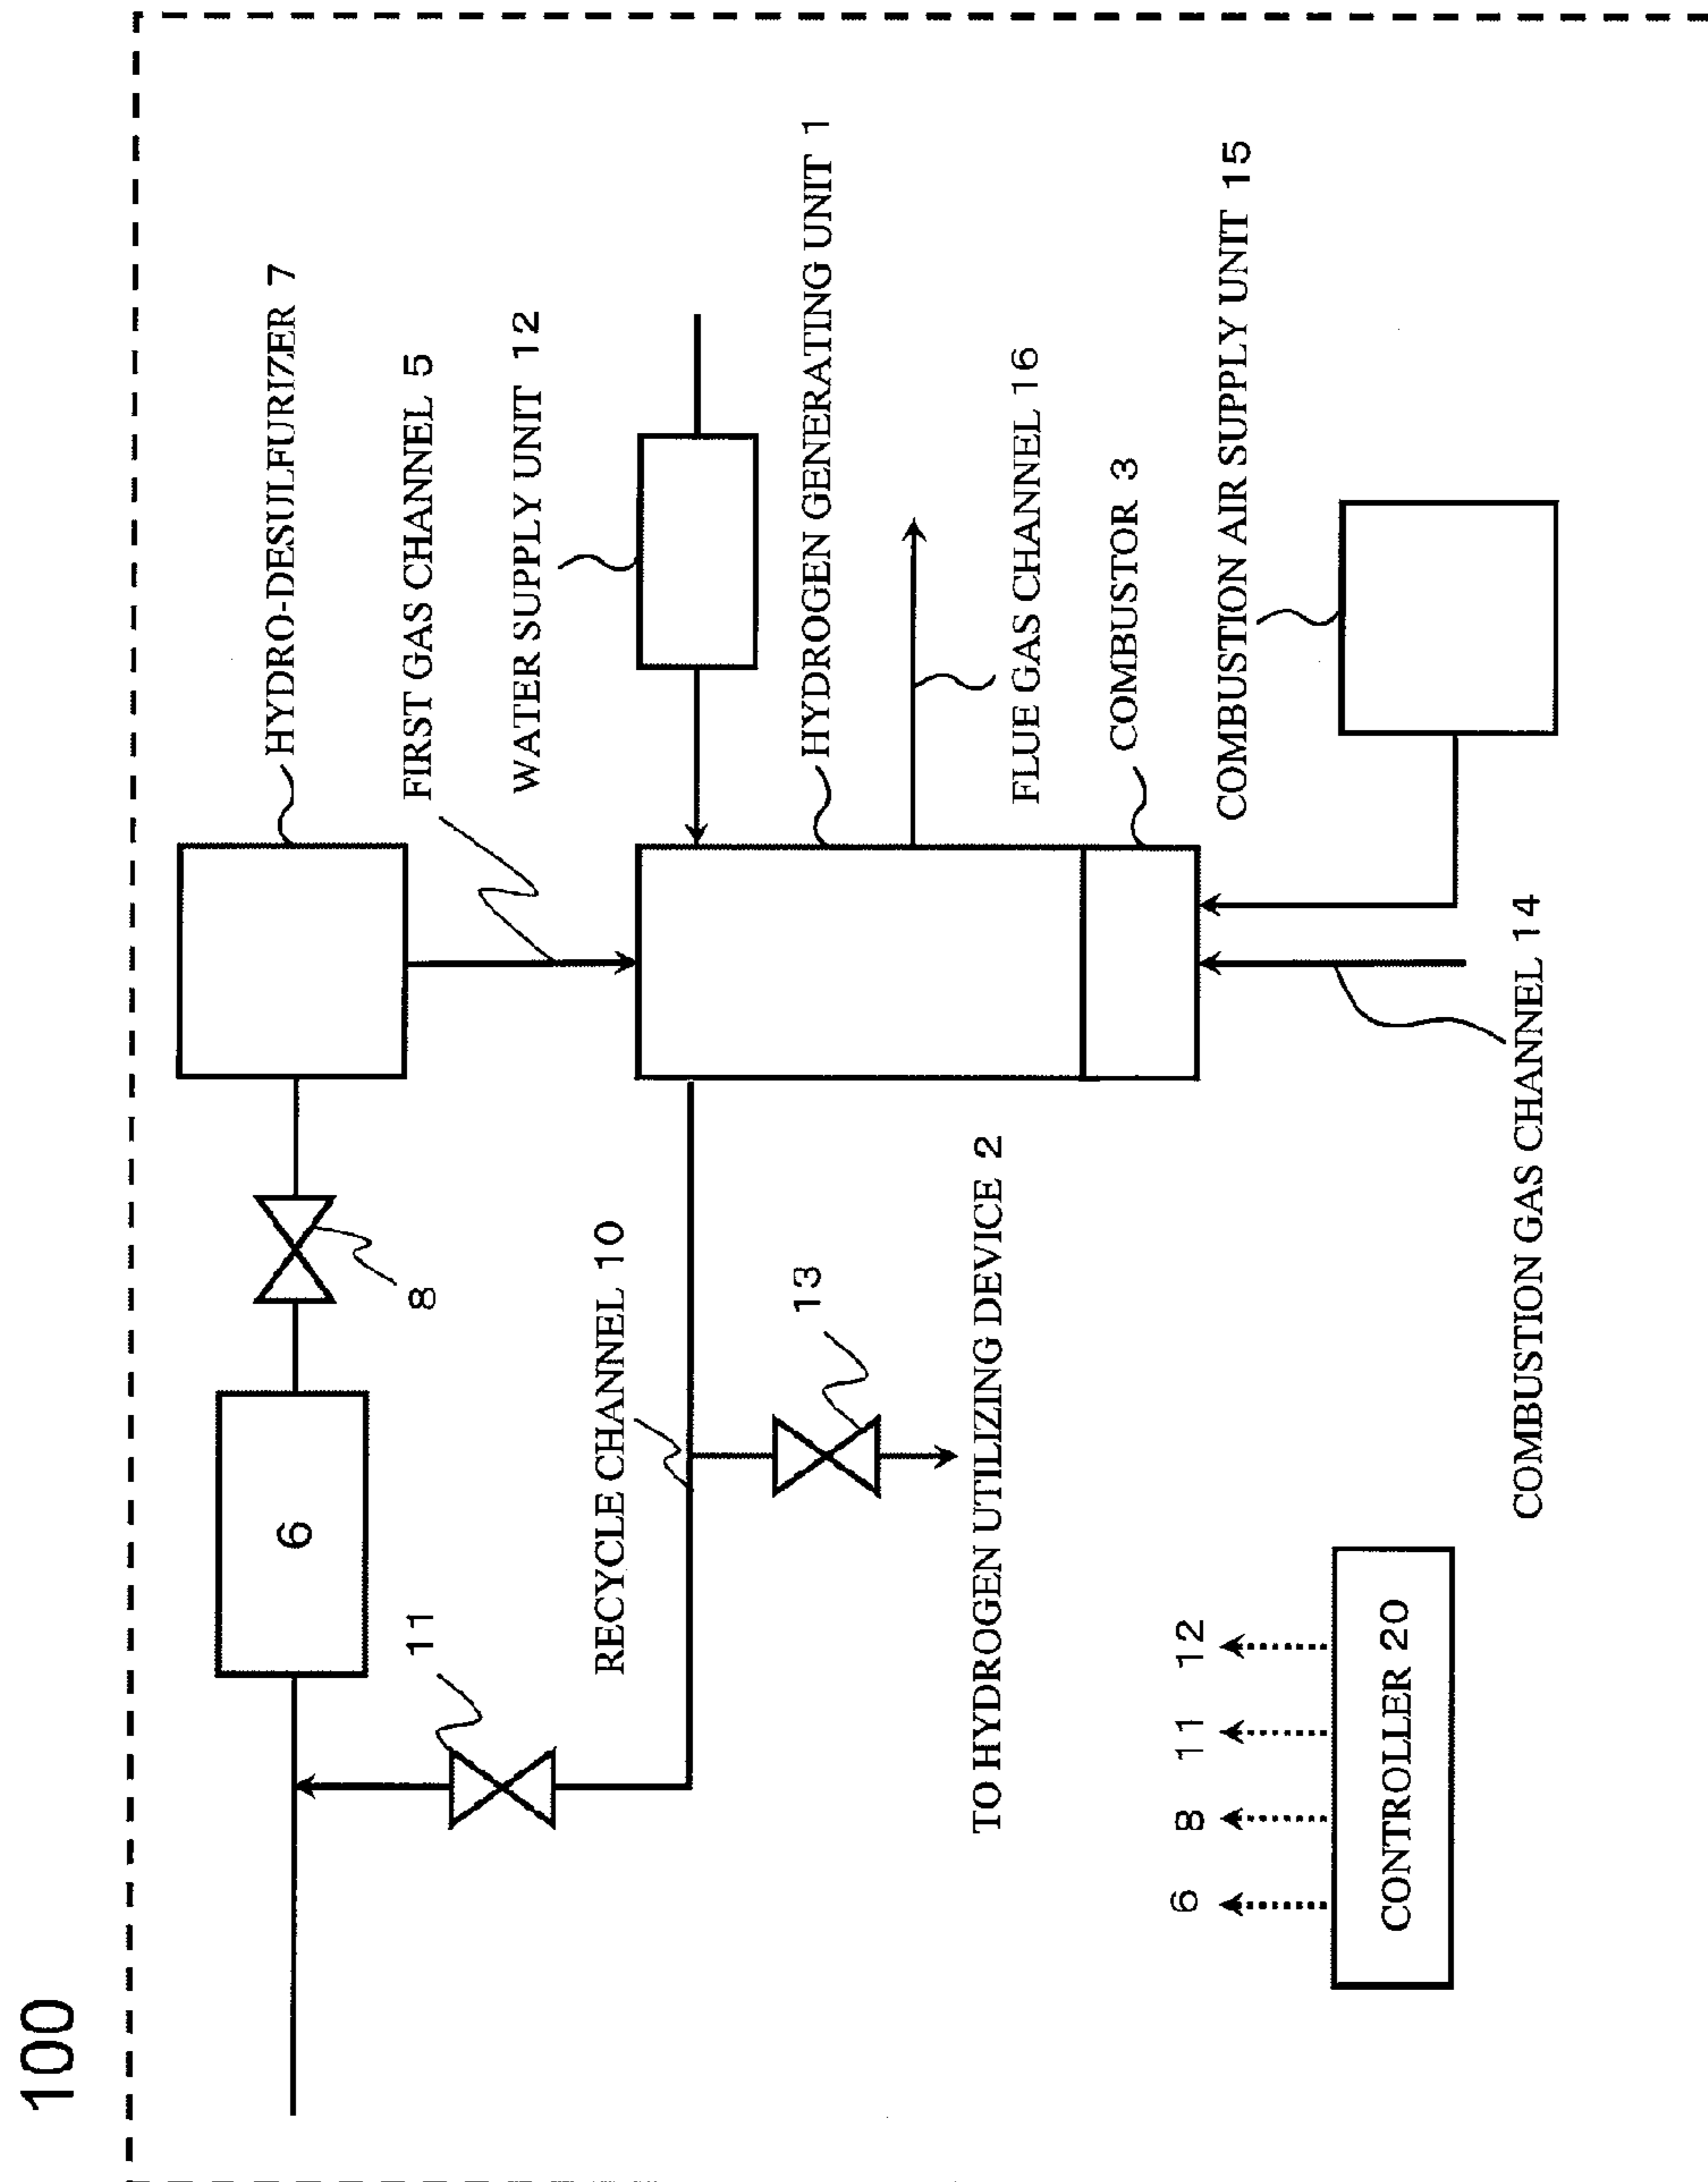 100
6
8
HYDRO-DESULFURIZER 7
11
FIRST GAS CHANNEL 5
WATER SUPPLY UNIT 12
RECYCLE CHANNEL 10
13
HYDROGEN GENERATING UNIT 1
TO HYDROGEN UTILIZING DEVICE 2
FLUE GAS CHANNEL 16
COMBUSTOR 3
COMBUSTION AIR SUPPLY UNIT 15
6 8 11 12
CONTROLLER 20
COMBUSTION GAS CHANNEL 14